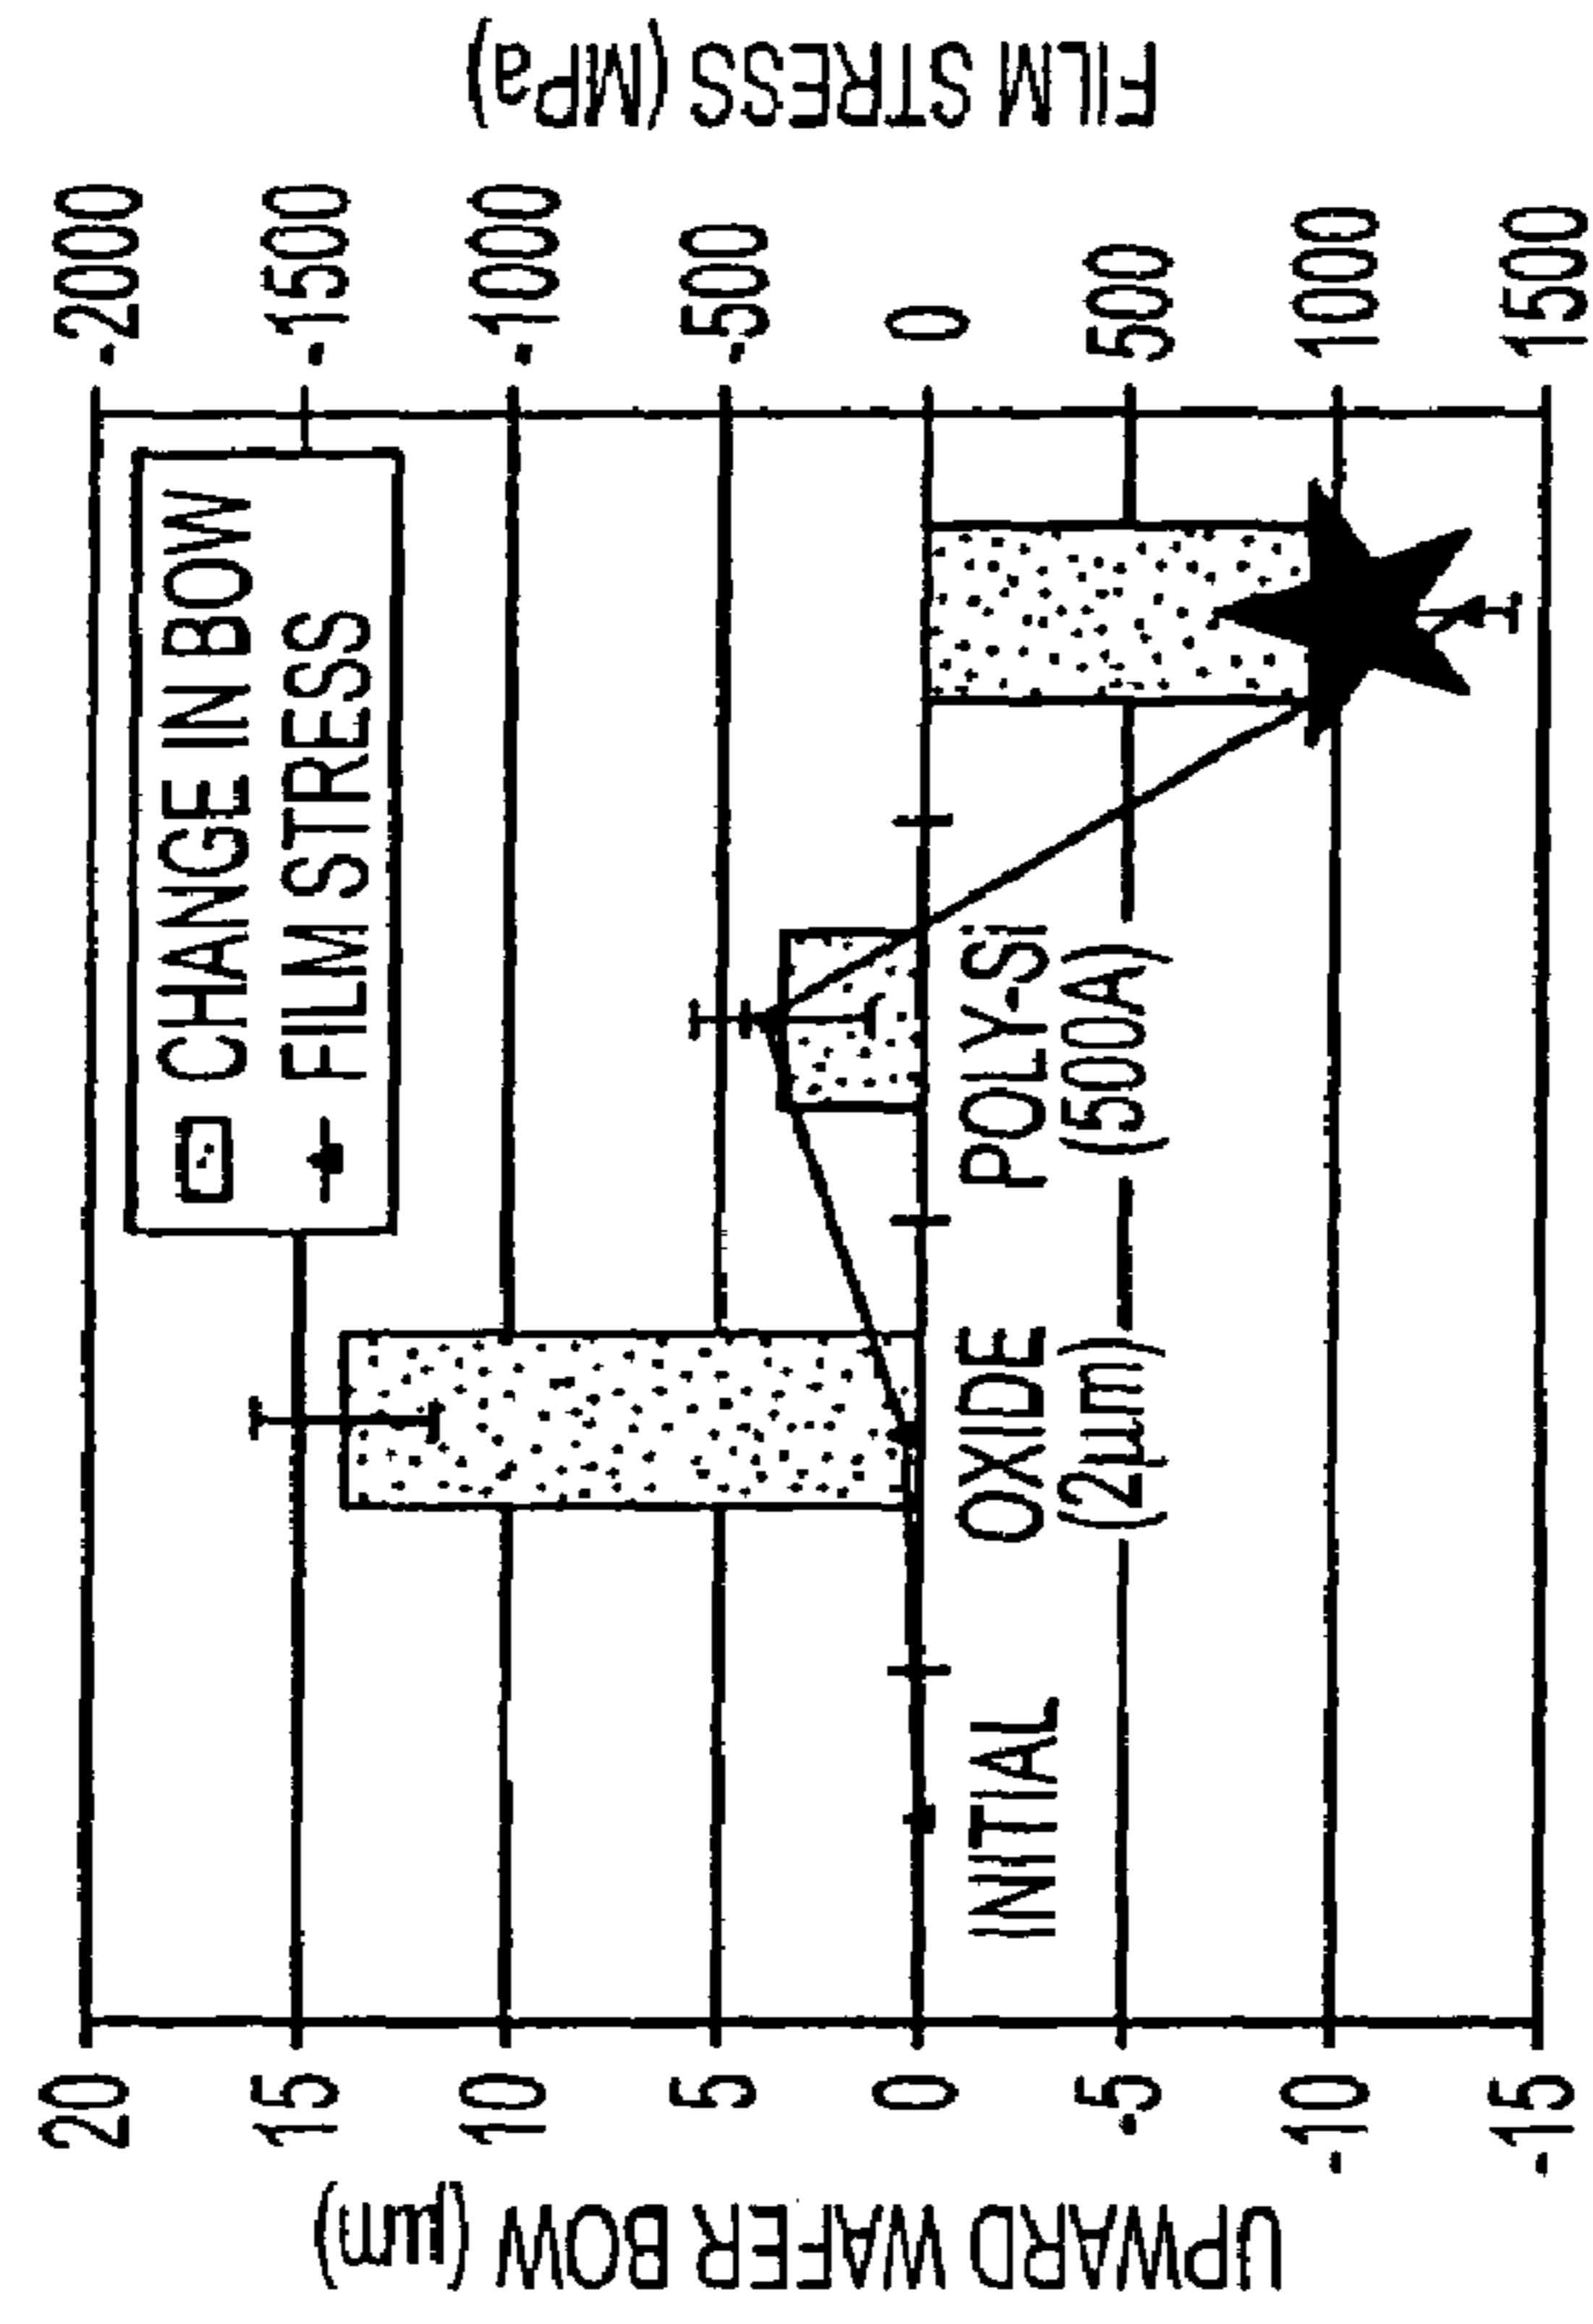 UPWARD WAFER BOW (µm)
20
15
10
5
0
-5
-10
-15
CHANGE IN BOW
FILM STRESS
INITIAL
OXIDE
(2µm)
POLY-Si
(500A)
-2000
-1500
-1000
-500
0
500
1000
1500
FILM STRESS (MPa)